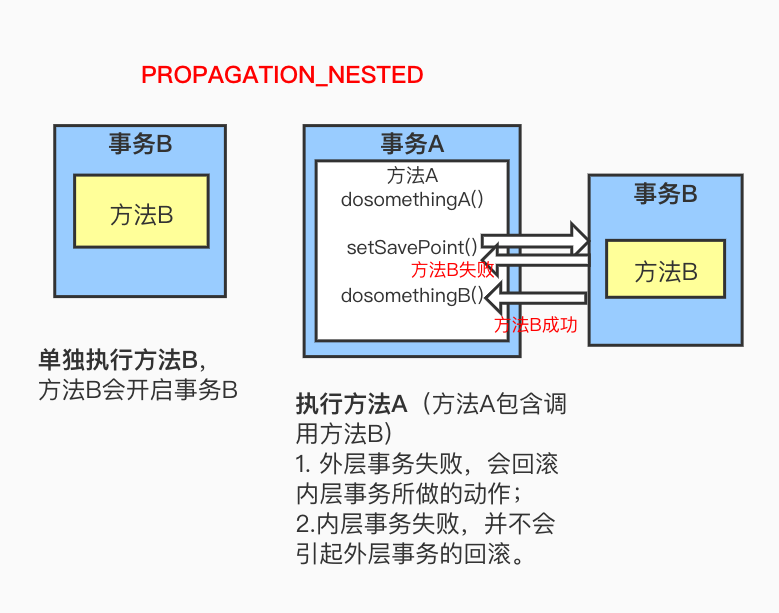 PROPAGATION_NESTED
事务B
方法B
单独执行方法B，
方法B会开启事务B
事务A
方法A
dosomethingA()
setSavePoint()
方法B失败
dosomethingB()
方法B成功
事务B
方法B
执行方法A（方法A包含调
用方法B）
1. 外层事务失败，会回滚
内层事务所做的动作；
2.内层事务失败，并不会
引起外层事务的回滚。